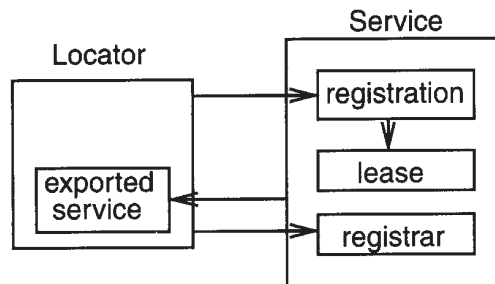 Service
Locator
registration
exported
service
lease
registrar